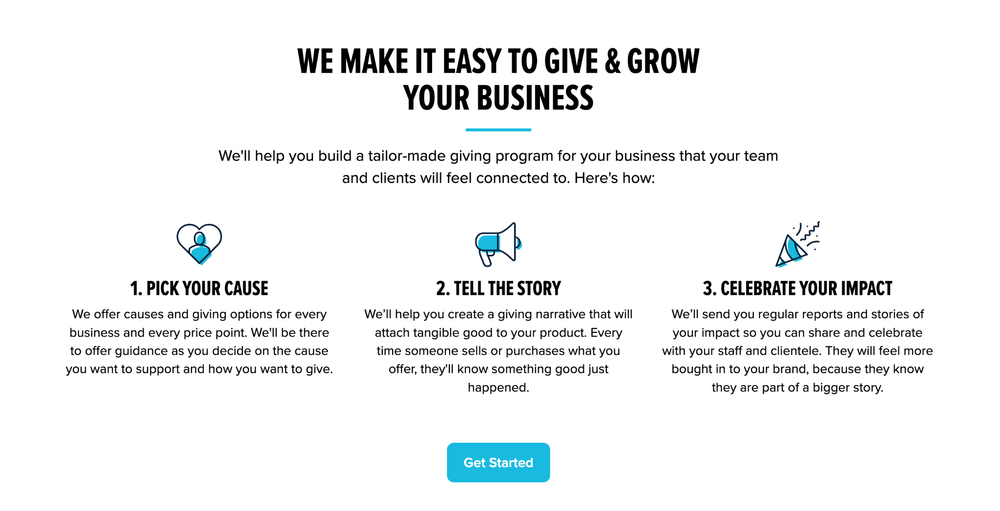 WE MAKE IT EASY TO GIVE & GROW
YOUR BUSINESS
We'll help you build a tailor-made giving program for your business that your team
and clients will feel connected to. Here's how:
1. PICK YOUR CAUSE
We offer causes and giving options for every
business and every price point. We'll be there
to offer guidance as you decide on the cause
you want to support and how you want to give.
2. TELL THE STORY
We’ll help you create a giving narrative that will
attach tangible good to your product. Every
time someone sells or purchases what you
offer, they'll know something good just
happened.
3. CELEBRATE YOUR IMPACT
We’ll send you regular reports and stories of
your impact so you can share and celebrate
with your staff and clientele. They will feel more
bought in to your brand, because they know
they are part of a bigger story.
Get Started